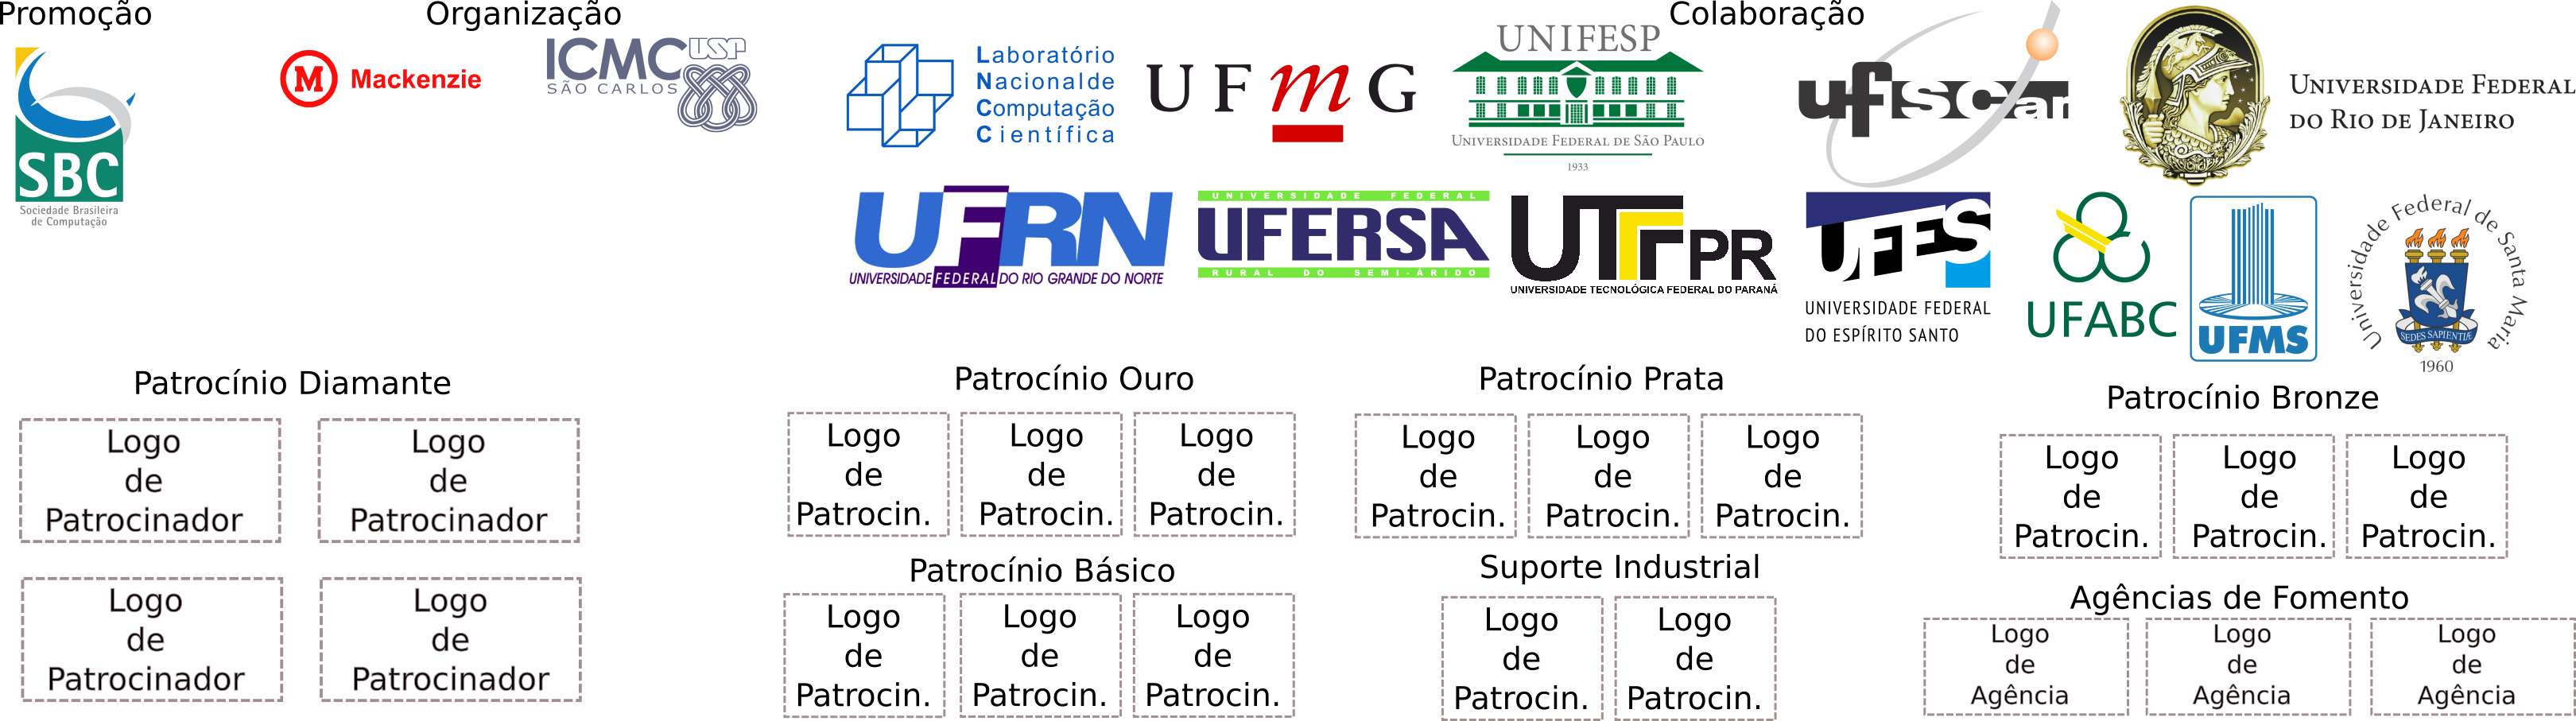 Promoção
Organização
Colaboração
SBC
Sociedade Brasileira
de Computação
M
Mackenzie
ICMC
USP
SÃO CARLOS
Laboratório
Nacional de
Computação
Científica
UFmG
UNIFESP
UNIVERSIDADE FEDERAL DE SÃO PAULO
1933
ufscar
UNIVERSIDADE FEDERAL
DO RIO DE JANEIRO
UFRN
UNIVERSIDADE FEDERAL DO RIO GRANDE DO NORTE
UNIVERSIDADE FEDERAL
UFERSA
RURAL DO SEMI-ÁRIDO
UTFPR
UNIVERSIDADE TECNOLÓGICA FEDERAL DO PARANÁ
UFES
UNIVERSIDADE FEDERAL
DO ESPÍRITO SANTO
UFABC
UFMS
Universidade Federal de Santa Maria
SEDES SAPIENTIÆ
1960
Patrocínio Diamante
Logo
de
Patrocinador
Logo
de
Patrocinador
Logo
de
Patrocinador
Logo
de
Patrocinador
Patrocínio Ouro
Logo
de
Patrocin.
Logo
de
Patrocin.
Logo
de
Patrocin.
Patrocínio Prata
Logo
de
Patrocin.
Logo
de
Patrocin.
Logo
de
Patrocin.
Patrocínio Bronze
Logo
de
Patrocin.
Logo
de
Patrocin.
Logo
de
Patrocin.
Patrocínio Básico
Logo
de
Patrocin.
Logo
de
Patrocin.
Logo
de
Patrocin.
Suporte Industrial
Logo
de
Patrocin.
Logo
de
Patrocin.
Agências de Fomento
Logo
de
Agência
Logo
de
Agência
Logo
de
Agência